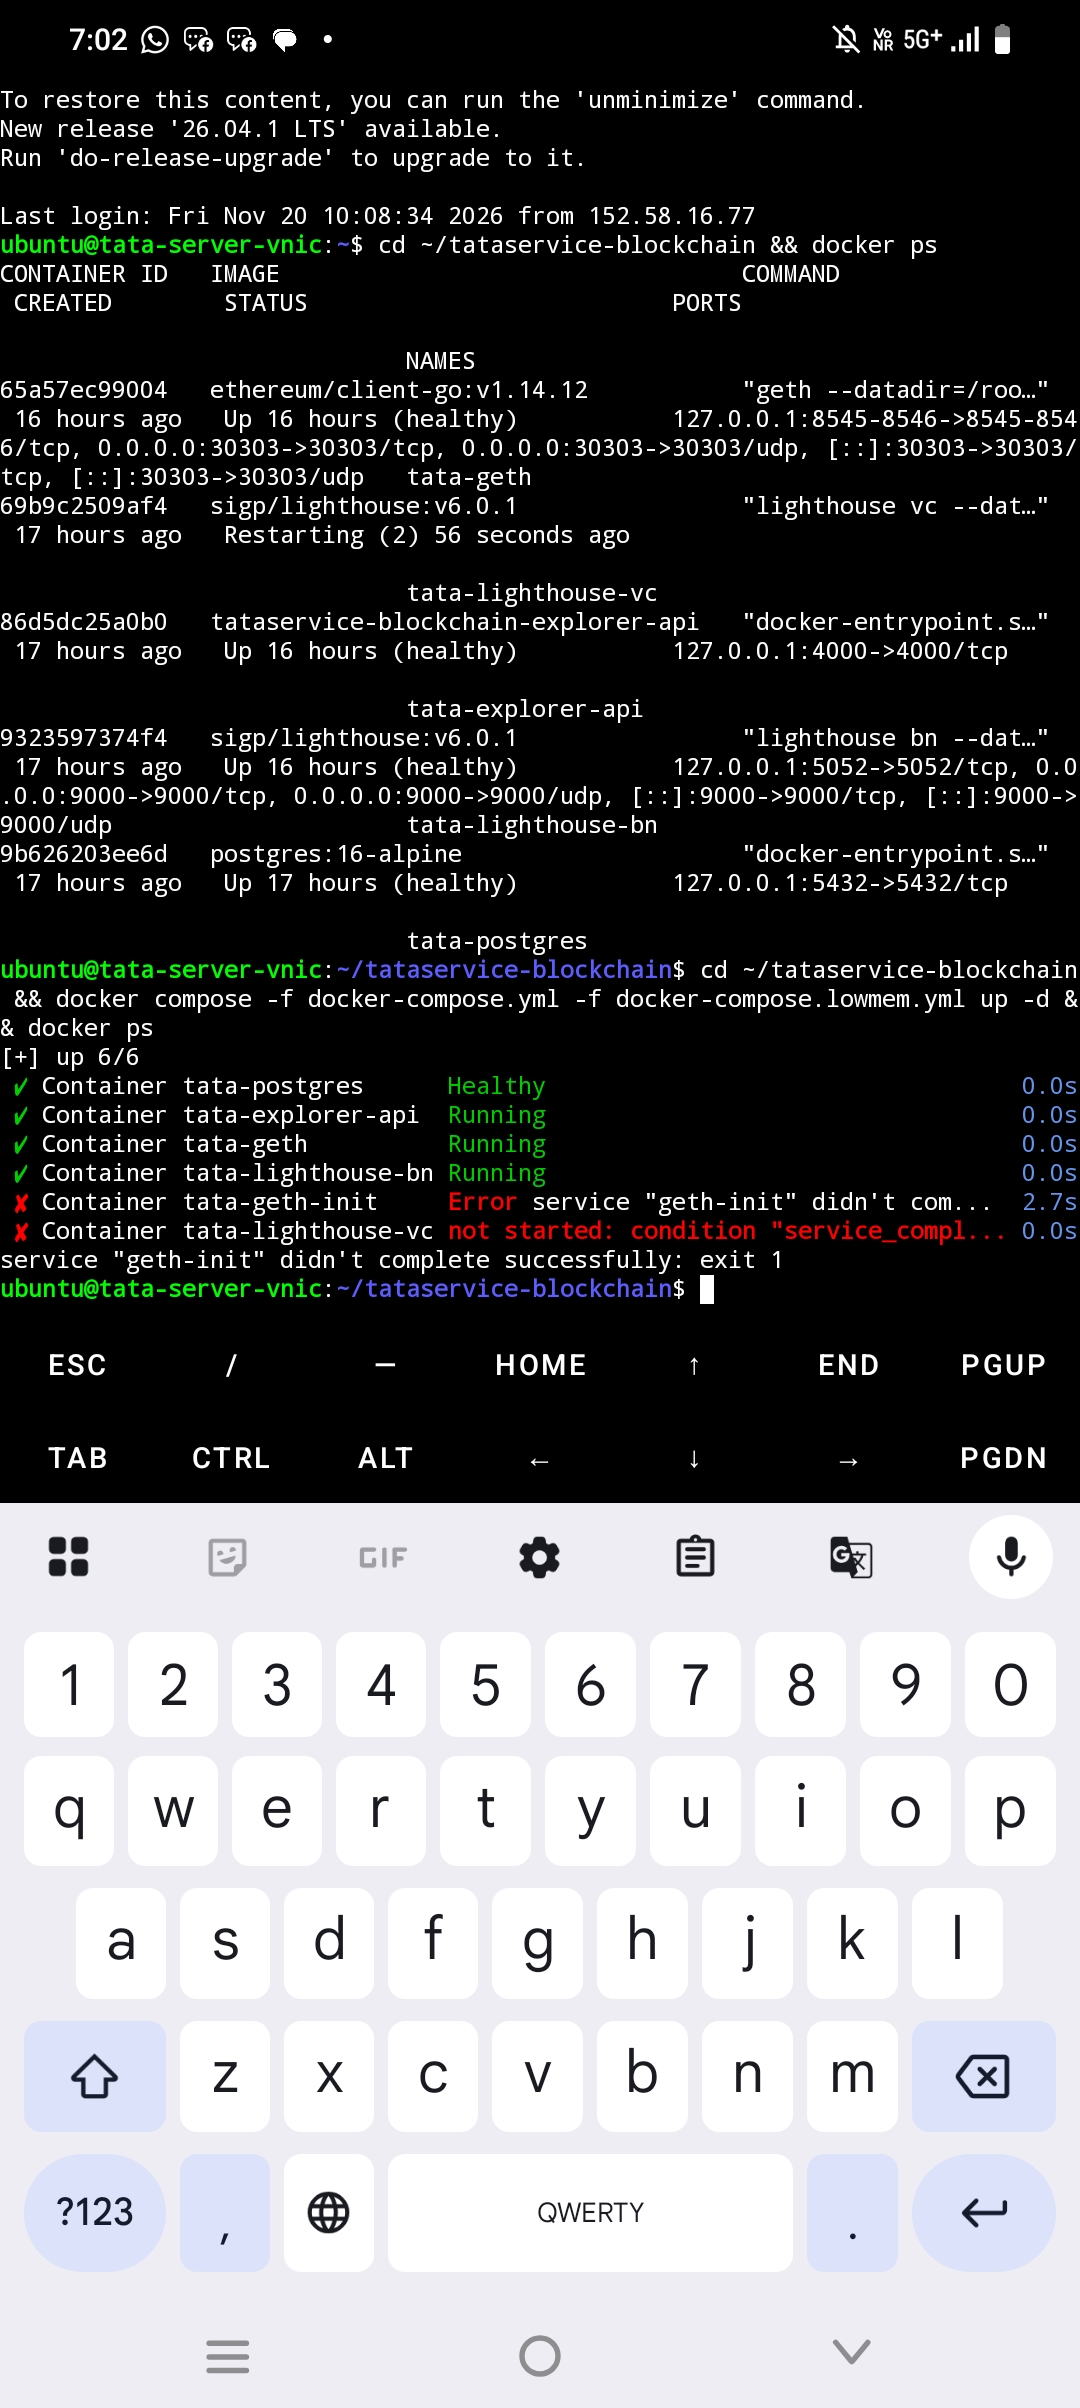 7:02 VoNR 5G+
To restore this content, you can run the 'unminimize' command.
New release '26.04.1 LTS' available.
Run 'do-release-upgrade' to upgrade to it.
Last login: Fri Nov 20 10:08:34 2026 from 152.58.16.77
ubuntu@tata-server-vnic:~$ cd ~/tataservice-blockchain && docker ps
CONTAINER ID   IMAGE                                 COMMAND
 CREATED        STATUS                          PORTS
                             NAMES
65a57ec99004   ethereum/client-go:v1.14.12           "geth --datadir=/roo…"
 16 hours ago   Up 16 hours (healthy)           127.0.0.1:8545-8546->8545-854
6/tcp, 0.0.0.0:30303->30303/tcp, 0.0.0.0:30303->30303/udp, [::]:30303->30303/
tcp, [::]:30303->30303/udp   tata-geth
69b9c2509af4   sigp/lighthouse:v6.0.1                "lighthouse vc --dat…"
 17 hours ago   Restarting (2) 56 seconds ago
                             tata-lighthouse-vc
86d5dc25a0b0   tataservice-blockchain-explorer-api   "docker-entrypoint.s…"
 17 hours ago   Up 16 hours (healthy)           127.0.0.1:4000->4000/tcp
                             tata-explorer-api
9323597374f4   sigp/lighthouse:v6.0.1                "lighthouse bn --dat…"
 17 hours ago   Up 16 hours (healthy)           127.0.0.1:5052->5052/tcp, 0.0
.0.0:9000->9000/tcp, 0.0.0.0:9000->9000/udp, [::]:9000->9000/tcp, [::]:9000->
9000/udp                     tata-lighthouse-bn
9b626203ee6d   postgres:16-alpine                    "docker-entrypoint.s…"
 17 hours ago   Up 17 hours (healthy)           127.0.0.1:5432->5432/tcp
                             tata-postgres
ubuntu@tata-server-vnic:~/tataservice-blockchain$ cd ~/tataservice-blockchain
 && docker compose -f docker-compose.yml -f docker-compose.lowmem.yml up -d &
& docker ps
[+] up 6/6
 ✔ Container tata-postgres      Healthy                                  0.0s
 ✔ Container tata-explorer-api  Running                                  0.0s
 ✔ Container tata-geth          Running                                  0.0s
 ✔ Container tata-lighthouse-bn Running                                  0.0s
 ✘ Container tata-geth-init     Error service "geth-init" didn't com...  2.7s
 ✘ Container tata-lighthouse-vc not started: condition "service_compl... 0.0s
service "geth-init" didn't complete successfully: exit 1
ubuntu@tata-server-vnic:~/tataservice-blockchain$
ESC / — HOME ↑ END PGUP
TAB CTRL ALT ← ↓ → PGDN
GIF G 文
1 2 3 4 5 6 7 8 9 0
q w e r t y u i o p
a s d f g h j k l
z x c v b n m
?123 , QWERTY .